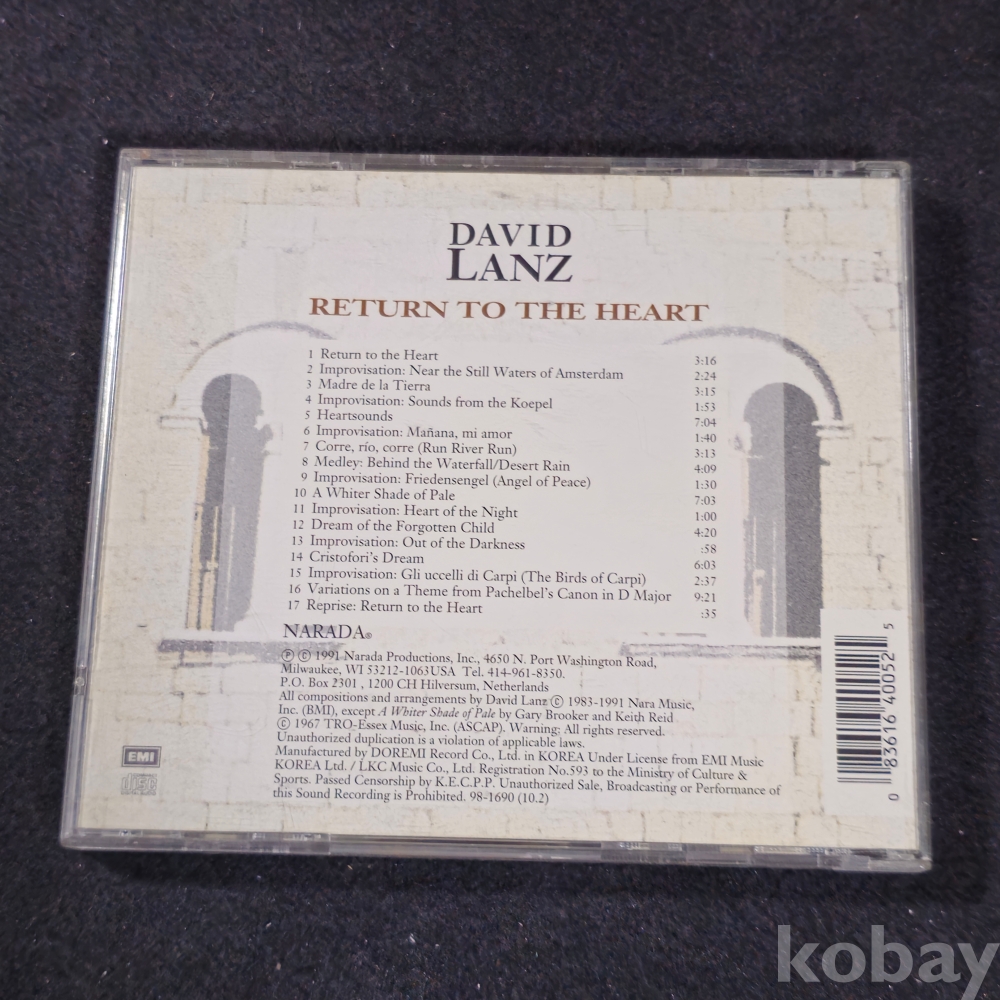 DAVID
LANZ
RETURN TO THE HEART
1 Return to the Heart 3:16
2 Improvisation: Near the Still Waters of Amsterdam 2:24
3 Madre de la Tierra 3:15
4 Improvisation: Sounds from the Koepel 1:53
5 Heartsounds 7:04
6 Improvisation: Mañana, mi amor 1:40
7 Corre, río, corre (Run River Run) 3:13
8 Medley: Behind the Waterfall/Desert Rain 4:09
9 Improvisation: Friedensengel (Angel of Peace) 1:30
10 A Whiter Shade of Pale 7:03
11 Improvisation: Heart of the Night 1:00
12 Dream of the Forgotten Child 4:20
13 Improvisation: Out of the Darkness :58
14 Cristofori's Dream 6:03
15 Improvisation: Gli uccelli di Carpi (The Birds of Carpi) 2:37
16 Variations on a Theme from Pachelbel's Canon in D Major 9:21
17 Reprise: Return to the Heart :35
NARADA®
Ⓟ © 1991 Narada Productions, Inc., 4650 N. Port Washington Road,
Milwaukee, WI 53212-1063USA Tel. 414-961-8350.
P.O. Box 2301 , 1200 CH Hilversum, Netherlands
All compositions and arrangements by David Lanz © 1983-1991 Nara Music,
Inc. (BMI), except A Whiter Shade of Pale by Gary Brooker and Keith Reid
© 1967 TRO-Essex Music, Inc. (ASCAP). Warning: All rights reserved.
Unauthorized duplication is a violation of applicable laws.
Manufactured by DOREMI Record Co., Ltd. in KOREA Under License from EMI Music
KOREA Ltd. / LKC Music Co., Ltd. Registration No.593 to the Ministry of Culture &
Sports. Passed Censorship by K.E.C.P.P. Unauthorized Sale, Broadcasting or Performance of
this Sound Recording is Prohibited. 98-1690 (10.2)
EMI
0 83616 40052 5
kobay